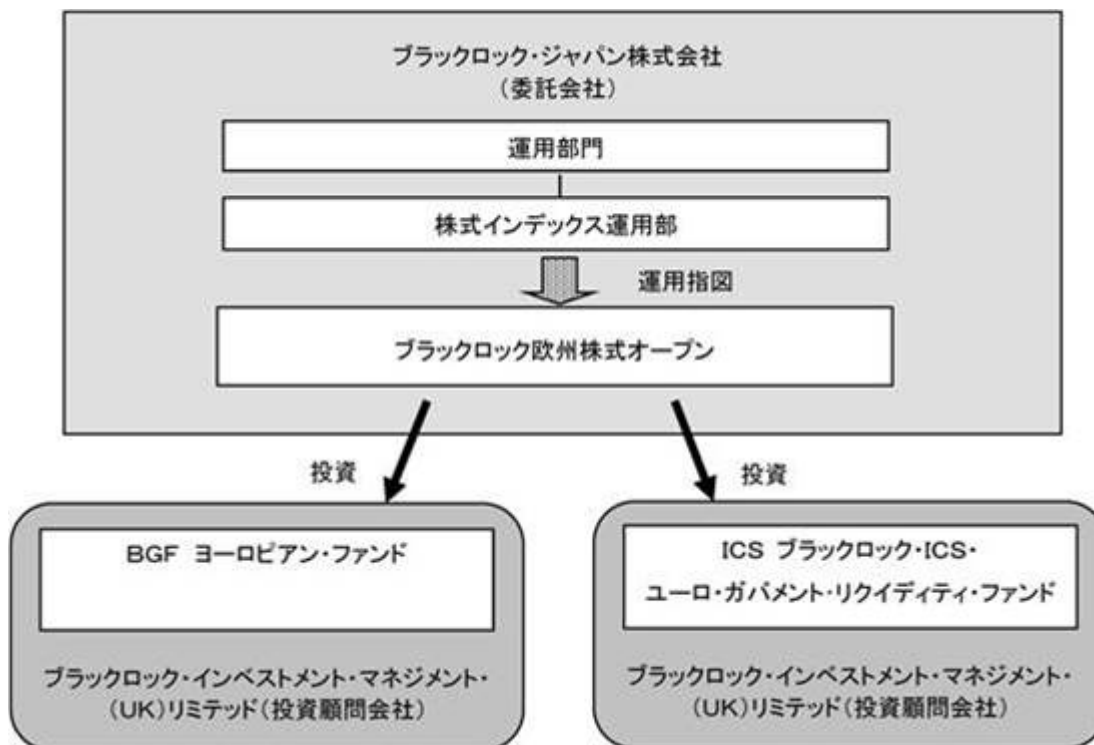 ブラックロック・ジャパン株式会社
（委託会社）
運用部門
株式インデックス運用部
運用指図
ブラックロック欧州株式オープン
投資
投資
BGF ヨーロピアン・ファンド
ブラックロック・インベストメント・マネジメント・
（UK）リミテッド（投資顧問会社）
ICS ブラックロック・ICS・
ユーロ・ガバメント・リクイディティ・ファンド
ブラックロック・インベストメント・マネジメント・
（UK）リミテッド（投資顧問会社）